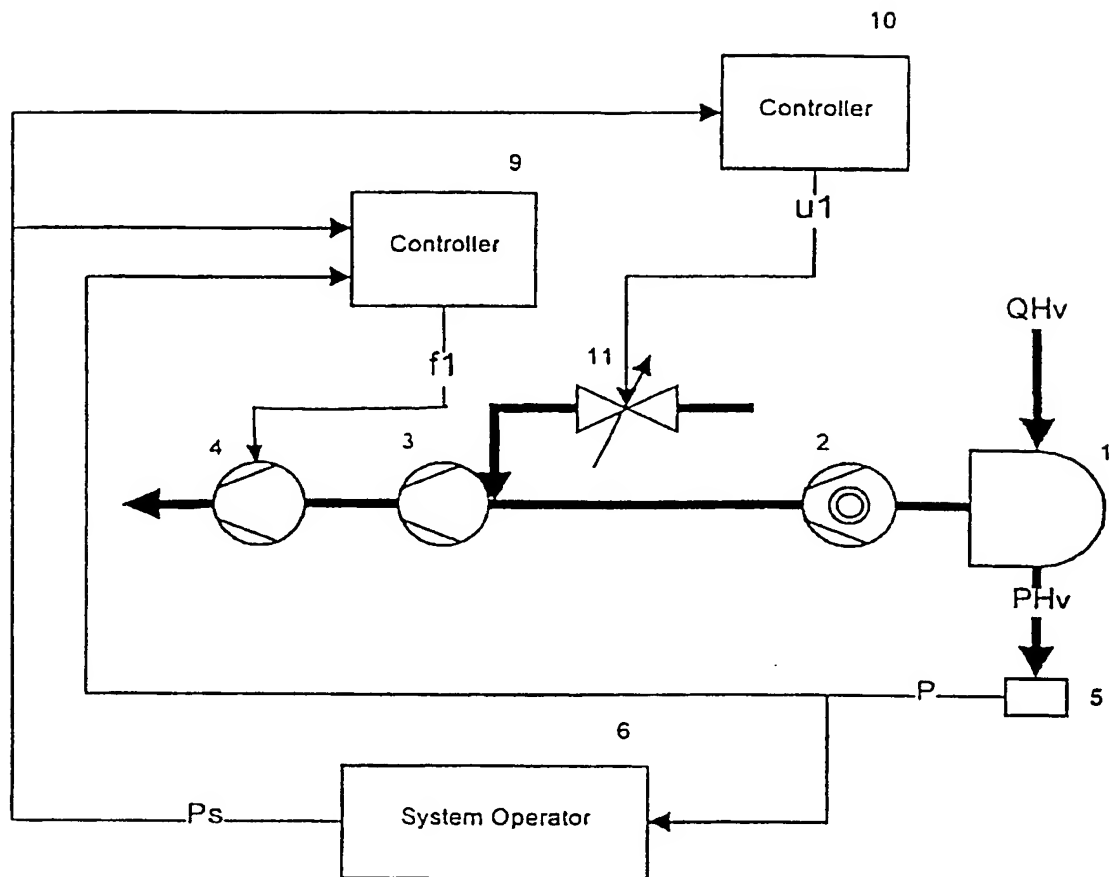 10
Controller
9
u1
Controller
QHv
f1
11
4
3
2
1
PHv
P
5
6
Ps
System Operator